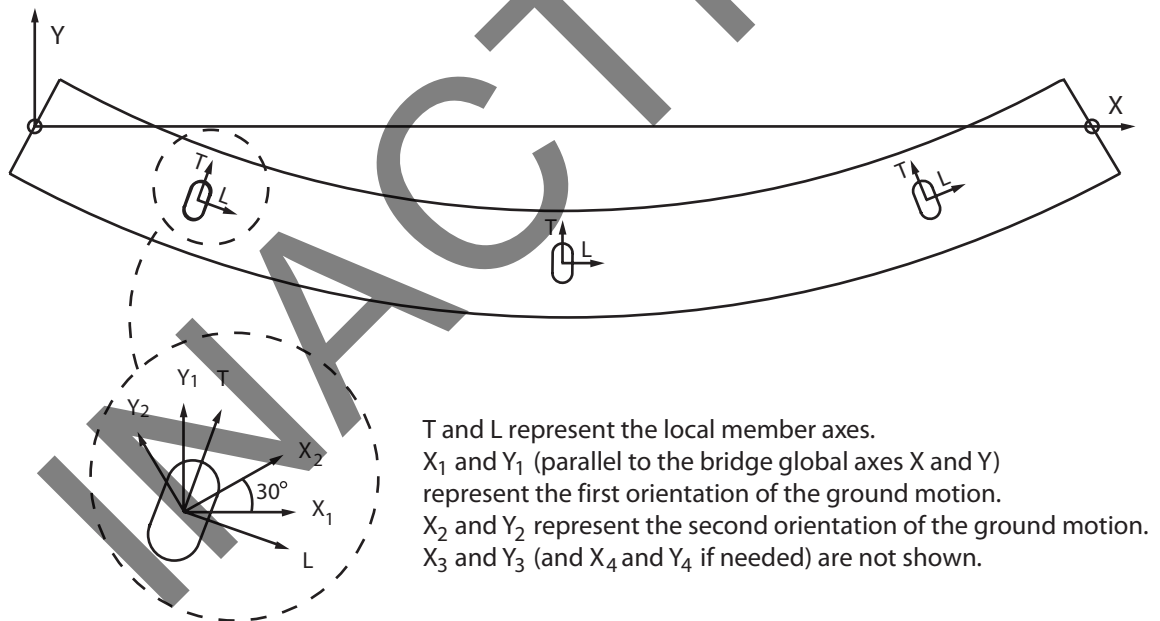 Y
X
T
L
T
L
T
L
Y1 T
Y2
X2
30°
X1
L
T and L represent the local member axes.
X1 and Y1 (parallel to the bridge global axes X and Y)
represent the first orientation of the ground motion.
X2 and Y2 represent the second orientation of the ground motion.
X3 and Y3 (and X4 and Y4 if needed) are not shown.
INACT